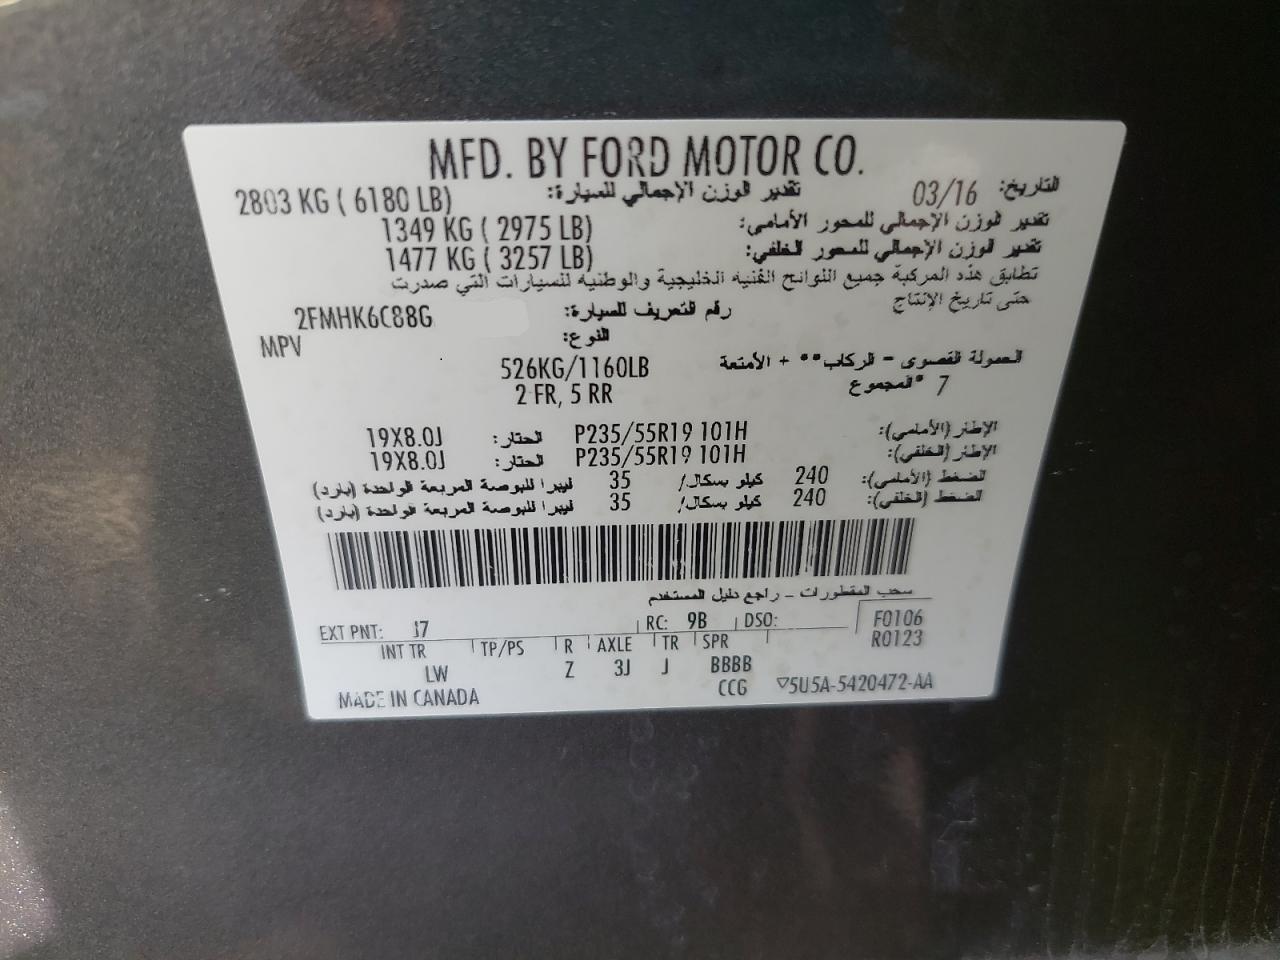 MFD. BY FORD MOTOR CO.
التاريخ: 03/16 تقدير الوزن الإجمالي للسيارة: 2803 KG ( 6180 LB)
تقدير الوزن الإجمالي للمحور الأمامى: 1349 KG ( 2975 LB)
تقدير الوزن الإجمالي للمحور الخلفي: 1477 KG ( 3257 LB)
تطابق هذه المركبة جميع اللوائح الفنيه الخليجية والوطنيه للسيارات التي صدرت
حتى تاريخ الإنتاج
رقم التعريف للسيارة: 2FMHK6C88G
النوع: MPV
الحمولة القصوى - الركاب** + الأمتعة 526KG/1160LB
7 *المجموع 2 FR, 5 RR
الإطار (الأمامي): P235/55R19 101H الحتار: 19X8.0J
الإطار (الخلفي): P235/55R19 101H الحتار: 19X8.0J
الضغط (الأمامي): 240 كيلو بسكال/ 35 ليبرا للبوصة المربعة الواحدة (بارد)
الضغط (الخلفي): 240 كيلو بسكال/ 35 ليبرا للبوصة المربعة الواحدة (بارد)
سحب المقطورات - راجع دليل المستخدم
EXT PNT: J7 RC: 9B DSO: F0106
INT TR TP/PS R AXLE TR SPR R0123
LW Z 3J J BBBB
MADE IN CANADA CCG ▽5U5A-5420472-AA